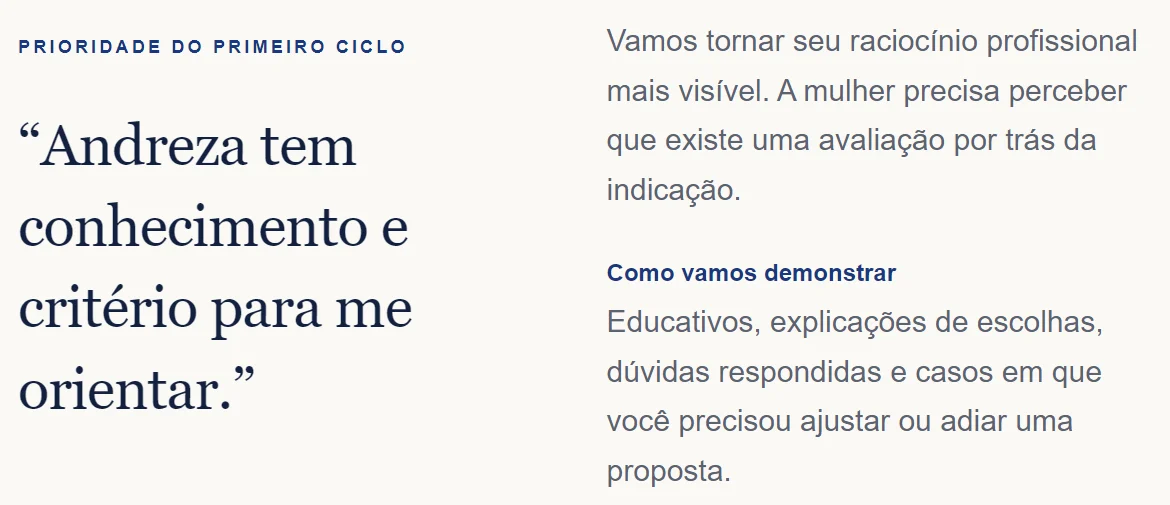 PRIORIDADE DO PRIMEIRO CICLO
“Andreza tem
conhecimento e
critério para me
orientar.”
Vamos tornar seu raciocínio profissional
mais visível. A mulher precisa perceber
que existe uma avaliação por trás da
indicação.
Como vamos demonstrar
Educativos, explicações de escolhas,
dúvidas respondidas e casos em que
você precisou ajustar ou adiar uma
proposta.